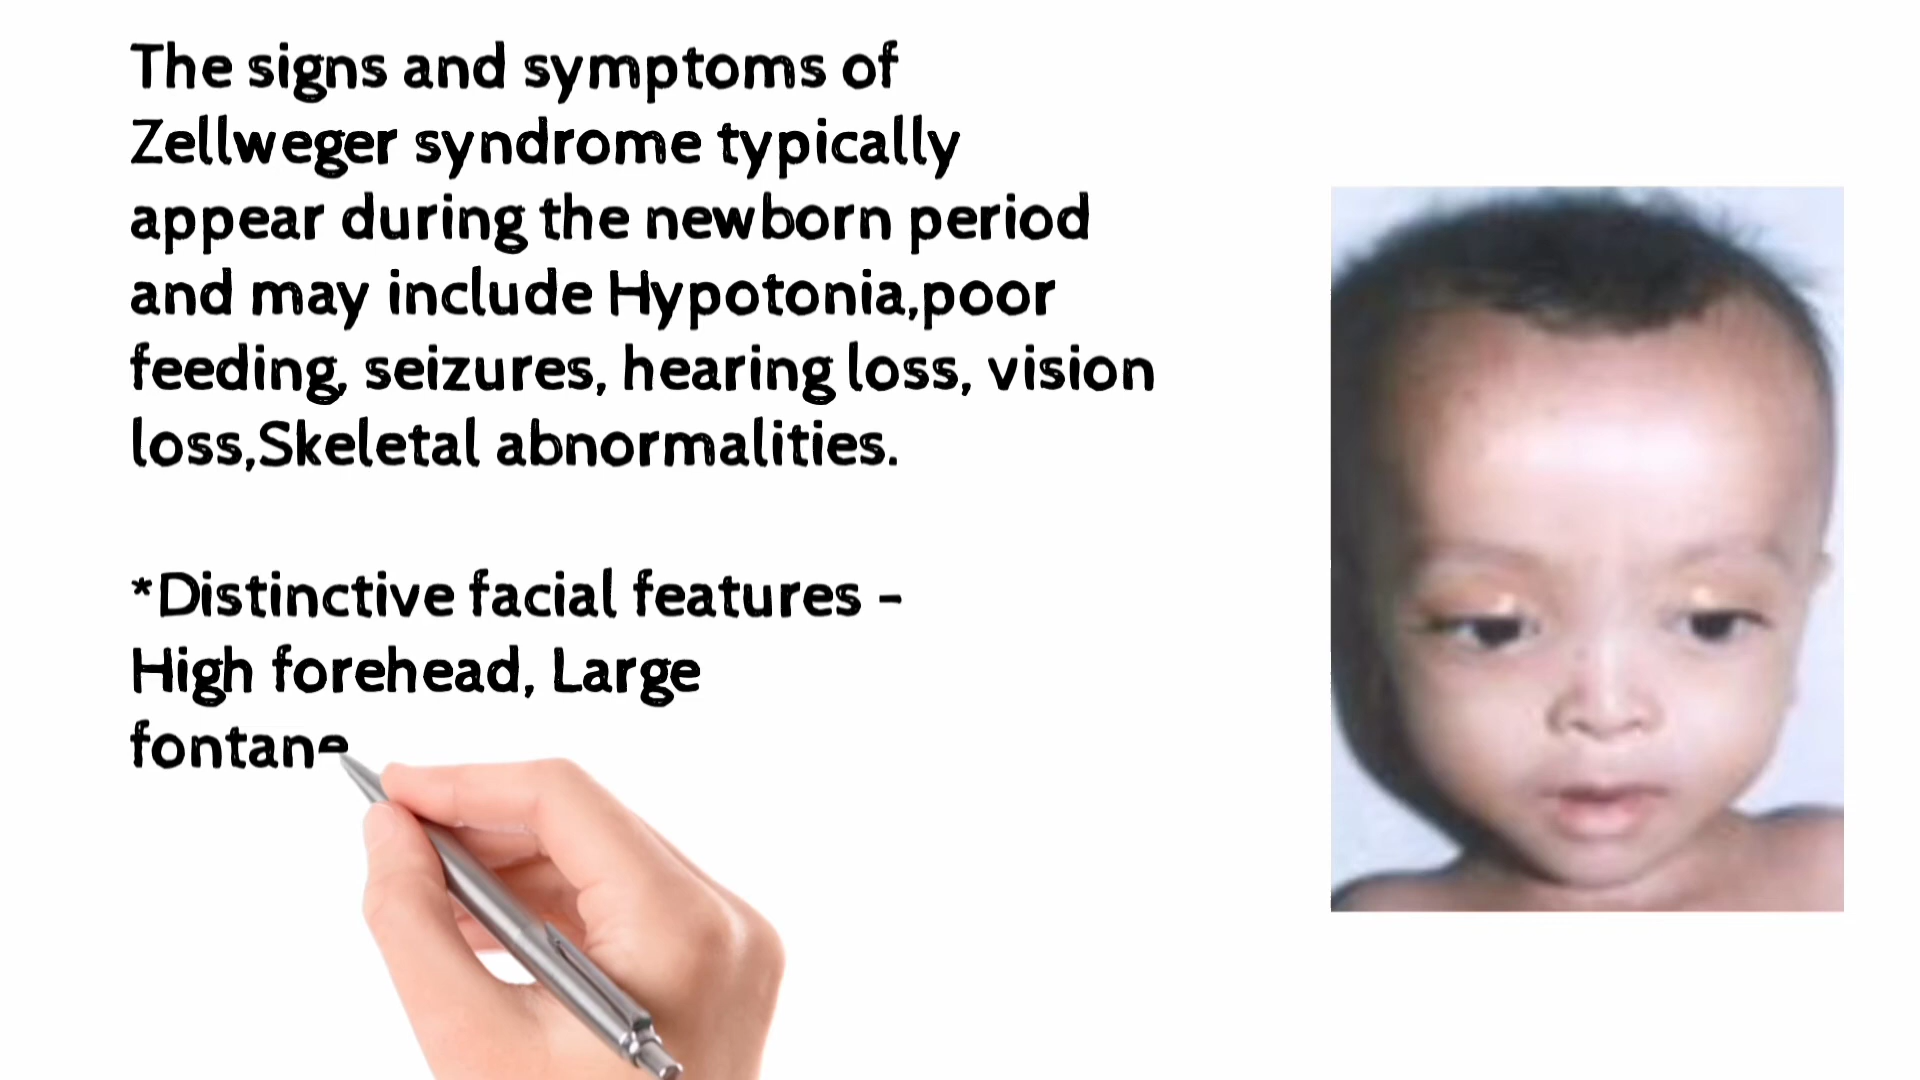 The signs and symptoms of
Zellweger syndrome typically
appear during the newborn period
and may include Hypotonia,poor
feeding, seizures, hearing loss, vision
loss,Skeletal abnormalities.
*Distinctive facial features -
High forehead, Large
fontane